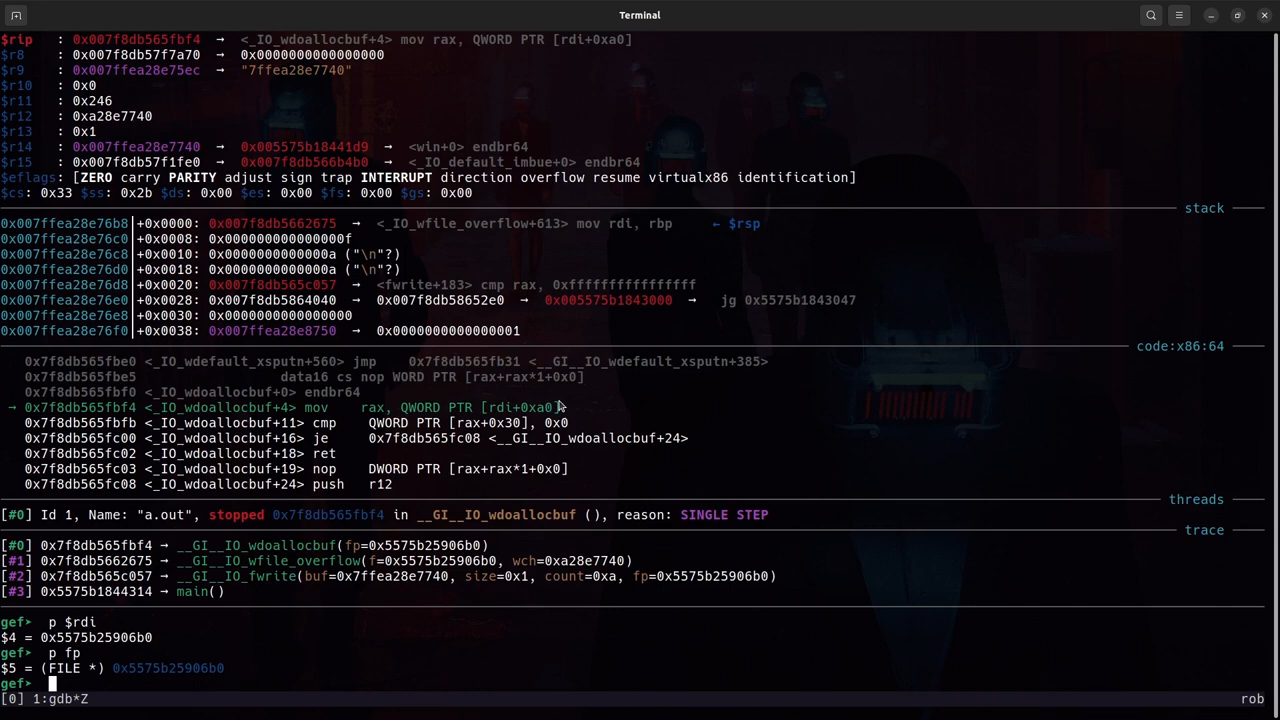 Terminal
$rip : 0x007f8db565fbf4 → <_IO_wdoallocbuf+4> mov rax, QWORD PTR [rdi+0xa0]
$r8 : 0x007f8db57f7a70 → 0x0000000000000000
$r9 : 0x007ffea28e75ec → "7ffea28e7740"
$r10 : 0x0
$r11 : 0x246
$r12 : 0xa28e7740
$r13 : 0x1
$r14 : 0x007ffea28e7740 → 0x005575b18441d9 → <win+0> endbr64
$r15 : 0x007f8db57f1fe0 → 0x007f8db566b4b0 → <_IO_default_imbue+0> endbr64
$eflags: [ZERO carry PARITY adjust sign trap INTERRUPT direction overflow resume virtualx86 identification]
$cs: 0x33 $ss: 0x2b $ds: 0x00 $es: 0x00 $fs: 0x00 $gs: 0x00
stack
0x007ffea28e76b8│+0x0000: 0x007f8db5662675 → <_IO_wfile_overflow+613> mov rdi, rbp ← $rsp
0x007ffea28e76c0│+0x0008: 0x000000000000000f
0x007ffea28e76c8│+0x0010: 0x000000000000000a ("\n"?)
0x007ffea28e76d0│+0x0018: 0x000000000000000a ("\n"?)
0x007ffea28e76d8│+0x0020: 0x007f8db565c057 → <fwrite+183> cmp rax, 0xffffffffffffffff
0x007ffea28e76e0│+0x0028: 0x007f8db5864040 → 0x007f8db58652e0 → 0x005575b1843000 → jg 0x5575b1843047
0x007ffea28e76e8│+0x0030: 0x0000000000000000
0x007ffea28e76f0│+0x0038: 0x007ffea28e8750 → 0x0000000000000001
code:x86:64
0x7f8db565fbe0 <_IO_wdefault_xsputn+560> jmp 0x7f8db565fb31 <__GI__IO_wdefault_xsputn+385>
0x7f8db565fbe5 data16 cs nop WORD PTR [rax+rax*1+0x0]
0x7f8db565fbf0 <_IO_wdoallocbuf+0> endbr64
→ 0x7f8db565fbf4 <_IO_wdoallocbuf+4> mov rax, QWORD PTR [rdi+0xa0]
0x7f8db565fbfb <_IO_wdoallocbuf+11> cmp QWORD PTR [rax+0x30], 0x0
0x7f8db565fc00 <_IO_wdoallocbuf+16> je 0x7f8db565fc08 <__GI__IO_wdoallocbuf+24>
0x7f8db565fc02 <_IO_wdoallocbuf+18> ret
0x7f8db565fc03 <_IO_wdoallocbuf+19> nop DWORD PTR [rax+rax*1+0x0]
0x7f8db565fc08 <_IO_wdoallocbuf+24> push r12
threads
[#0] Id 1, Name: "a.out", stopped 0x7f8db565fbf4 in __GI__IO_wdoallocbuf (), reason: SINGLE STEP
trace
[#0] 0x7f8db565fbf4 → __GI__IO_wdoallocbuf(fp=0x5575b25906b0)
[#1] 0x7f8db5662675 → __GI__IO_wfile_overflow(f=0x5575b25906b0, wch=0xa28e7740)
[#2] 0x7f8db565c057 → __GI__IO_fwrite(buf=0x7ffea28e7740, size=0x1, count=0xa, fp=0x5575b25906b0)
[#3] 0x5575b1844314 → main()
gef➤ p $rdi
$4 = 0x5575b25906b0
gef➤ p fp
$5 = (FILE *) 0x5575b25906b0
gef➤
[0] 1:gdb*Z rob